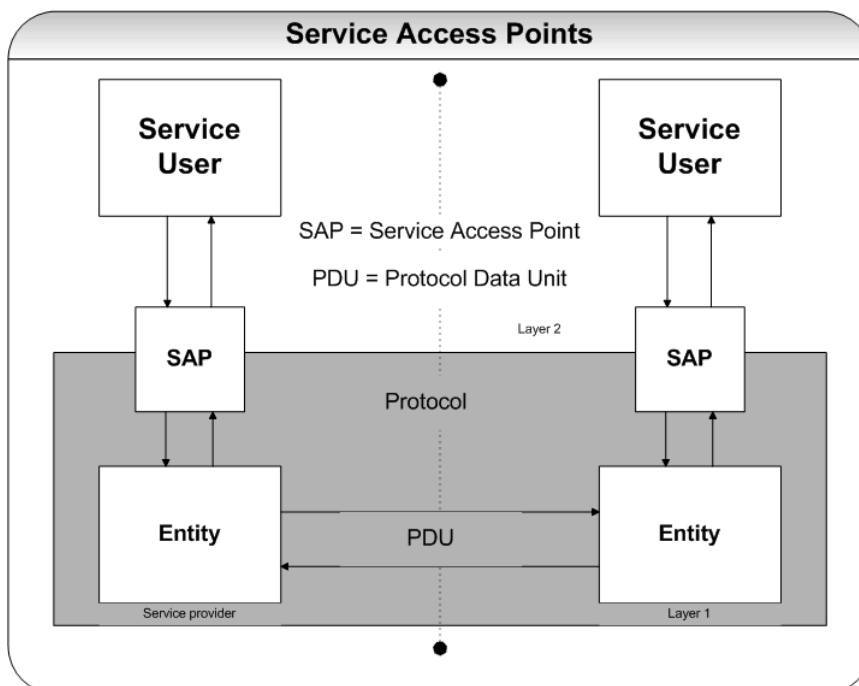 Service Access Points
Service
User
Service
User
SAP = Service Access Point
PDU = Protocol Data Unit
Layer 2
SAP
SAP
Protocol
Entity
PDU
Entity
Service provider
Layer 1